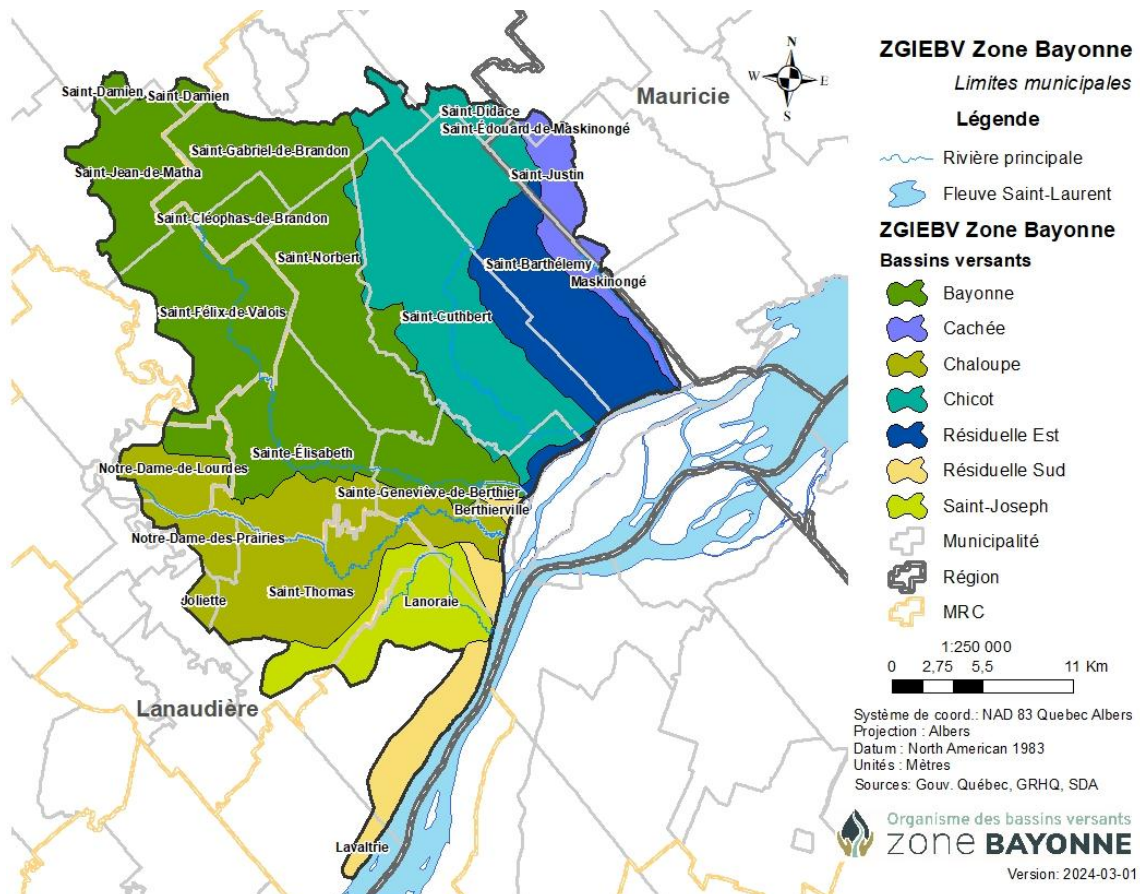 Saint-Damien
Saint-Damien
Saint-Gabriel-de-Brandon
Saint-Jean-de-Matha
Saint-Cléophas-de-Brandon
Saint-Norbert
Saint-Félix-de-Valois
Saint-Didace
Saint-Édouard-de-Maskinongé
Saint-Justin
Saint-Barthélemy
Maskinongé
Saint-Cuthbert
Sainte-Élisabeth
Notre-Dame-de-Lourdes
Sainte-Geneviève-de-Berthier
Berthierville
Notre-Dame-des-Prairies
Saint-Thomas
Joliette
Lanoraie
Lavaltrie
Mauricie
Lanaudière
N
W
E
S
ZGIEBV Zone Bayonne
Limites municipales
Légende
Rivière principale
Fleuve Saint-Laurent
ZGIEBV Zone Bayonne
Bassins versants
Bayonne
Cachée
Chaloupe
Chicot
Résiduelle Est
Résiduelle Sud
Saint-Joseph
Municipalité
Région
MRC
1:250 000
0 2,75 5,5 11 Km
Système de coord.: NAD 83 Quebec Albers
Projection : Albers
Datum : North American 1983
Unités : Mètres
Sources: Gouv. Québec, GRHQ, SDA
Organisme des bassins versants
zone BAYONNE
Version: 2024-03-01